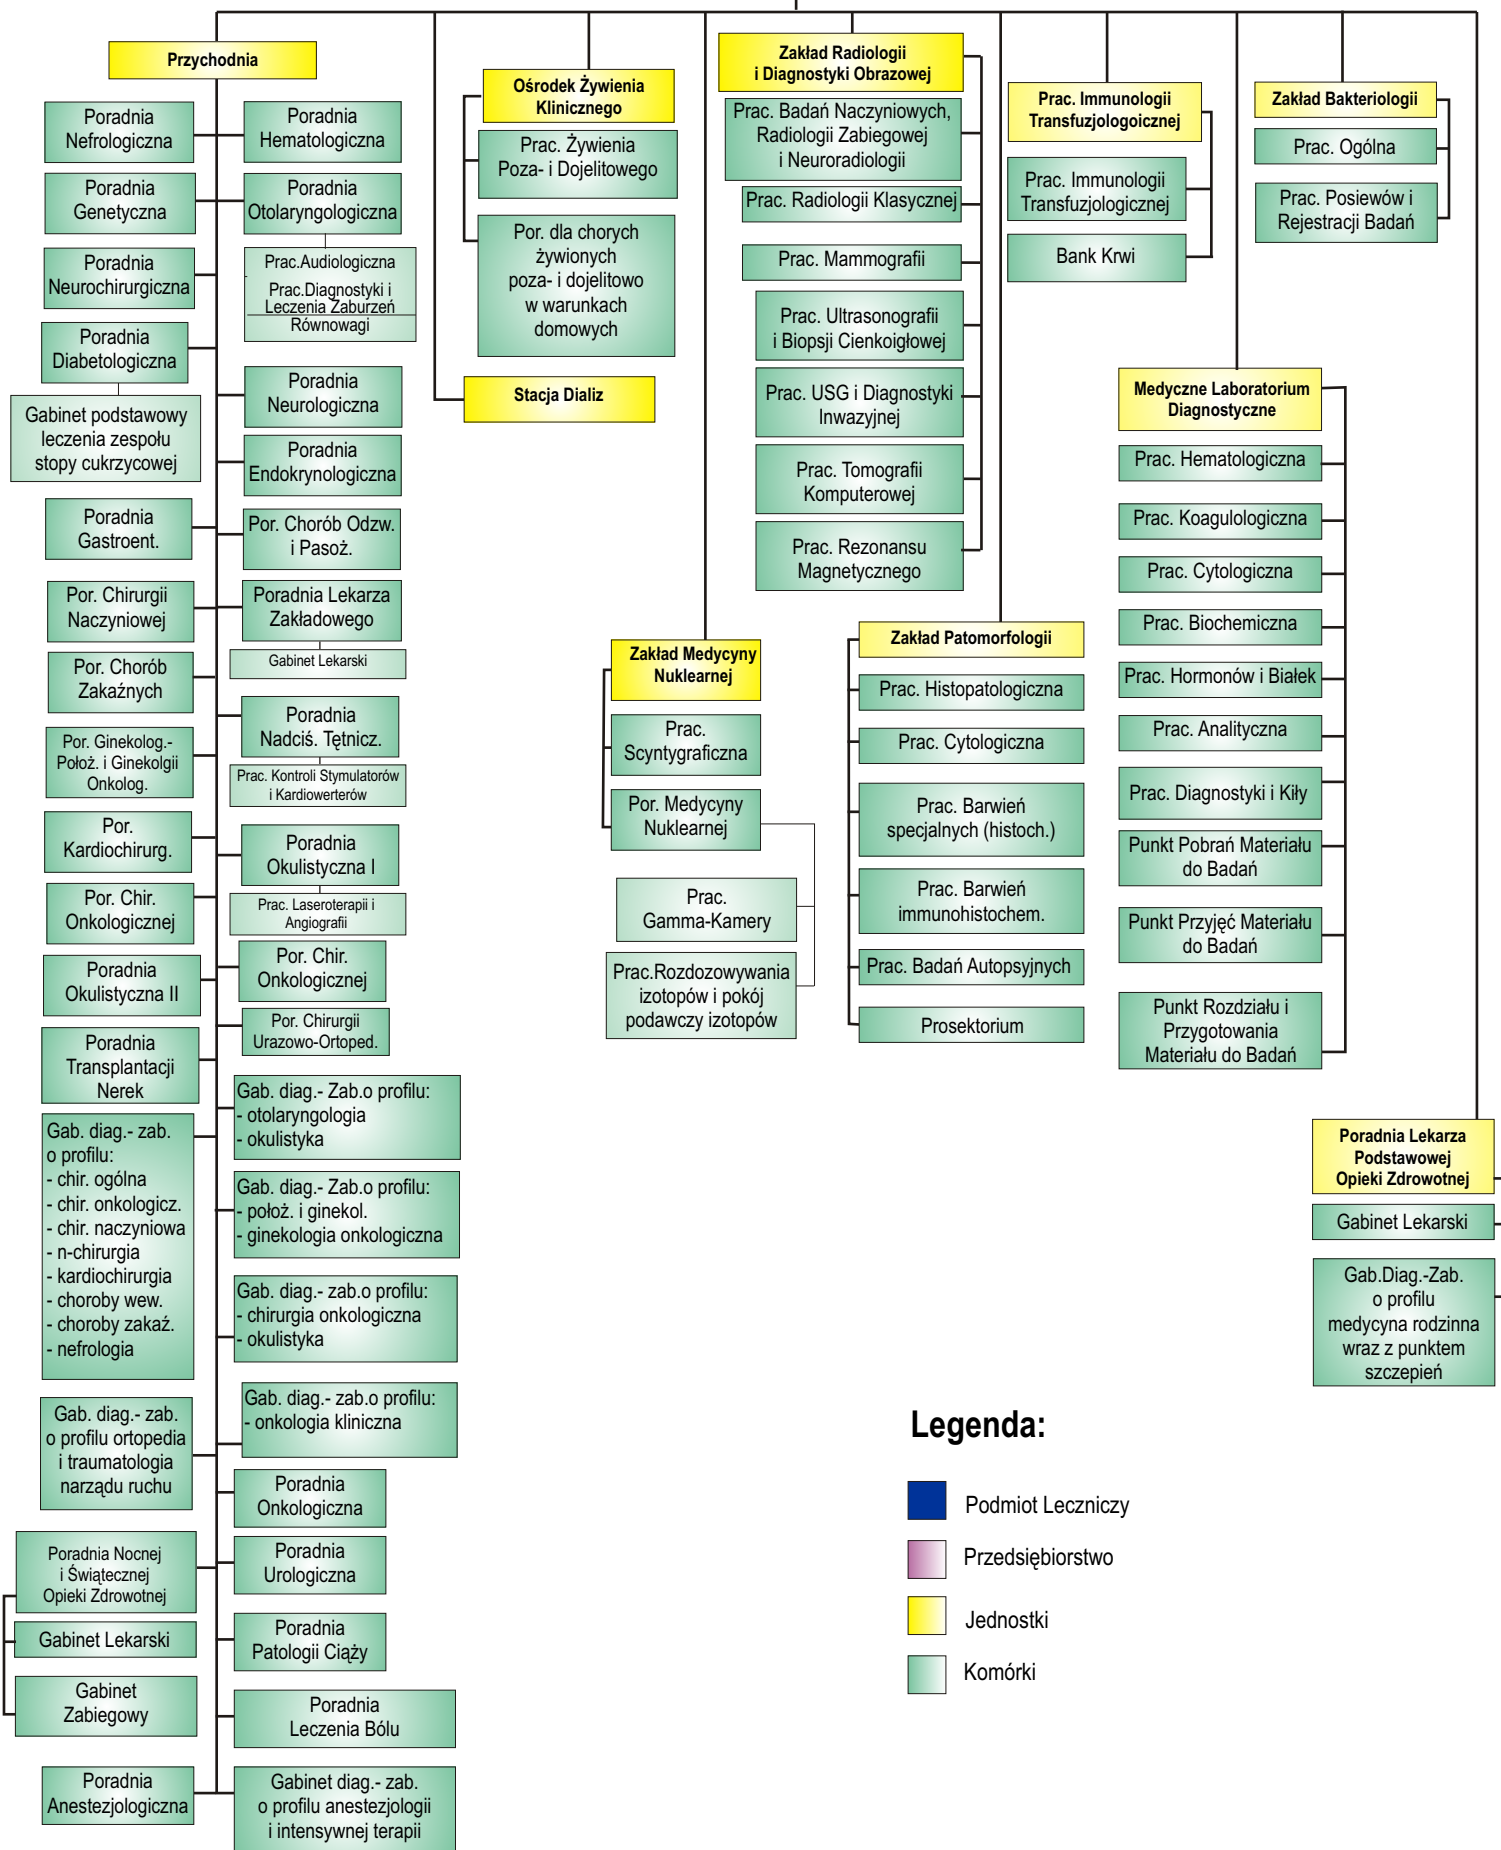 Przychodnia
Poradnia
Nefrologiczna
Poradnia
Hematologiczna
Poradnia
Genetyczna
Poradnia
Otolaryngologiczna
Prac.Audiologiczna
Prac.Diagnostyki i
Leczenia Zaburzeń
Równowagi
Poradnia
Neurochirurgiczna
Poradnia
Diabetologiczna
Gabinet podstawowy
leczenia zespołu
stopy cukrzycowej
Poradnia
Neurologiczna
Poradnia
Endokrynologiczna
Poradnia
Gastroent.
Por. Chorób Odzw.
i Pasoż.
Por. Chirurgii
Naczyniowej
Poradnia Lekarza
Zakładowego
Gabinet Lekarski
Por. Chorób
Zakaźnych
Poradnia
Nadciś. Tętnicz.
Prac. Kontroli Stymulatorów
i Kardiowerterów
Por. Ginekolog.-
Położ. i Ginekolgii
Onkolog.
Por.
Kardiochirurg.
Poradnia
Okulistyczna I
Prac. Laseroterapii i
Angiografii
Por. Chir.
Onkologicznej
Por. Chir.
Onkologicznej
Poradnia
Okulistyczna II
Por. Chirurgii
Urazowo-Ortoped.
Poradnia
Transplantacji
Nerek
Gab. diag.- Zab.o profilu:
- otolaryngologia
- okulistyka
Gab. diag.- zab.
o profilu:
- chir. ogólna
- chir. onkologicz.
- chir. naczyniowa
- n-chirurgia
- kardiochirurgia
- choroby wew.
- choroby zakaź.
- nefrologia
Gab. diag.- Zab.o profilu:
- położ. i ginekol.
- ginekologia onkologiczna
Gab. diag.- zab.o profilu:
- chirurgia onkologiczna
- okulistyka
Gab. diag.- zab.o profilu:
- onkologia kliniczna
Gab. diag.- zab.
o profilu ortopedia
i traumatologia
narządu ruchu
Poradnia
Onkologiczna
Poradnia Nocnej
i Świątecznej
Opieki Zdrowotnej
Gabinet Lekarski
Gabinet
Zabiegowy
Poradnia
Urologiczna
Poradnia
Patologii Ciąży
Poradnia
Leczenia Bólu
Poradnia
Anestezjologiczna
Gabinet diag.- zab.
o profilu anestezjologii
i intensywnej terapii
Ośrodek Żywienia
Klinicznego
Prac. Żywienia
Poza- i Dojelitowego
Por. dla chorych
żywionych
poza- i dojelitowo
w warunkach
domowych
Stacja Dializ
Zakład Radiologii
i Diagnostyki Obrazowej
Prac. Badań Naczyniowych,
Radiologii Zabiegowej
i Neuroradiologii
Prac. Radiologii Klasycznej
Prac. Mammografii
Prac. Ultrasonografii
i Biopsji Cienkoigłowej
Prac. USG i Diagnostyki
Inwazyjnej
Prac. Tomografii
Komputerowej
Prac. Rezonansu
Magnetycznego
Zakład Medycyny
Nuklearnej
Prac.
Scyntygraficzna
Por. Medycyny
Nuklearnej
Prac.
Gamma-Kamery
Prac.Rozdozowywania
izotopów i pokój
podawczy izotopów
Zakład Patomorfologii
Prac. Histopatologiczna
Prac. Cytologiczna
Prac. Barwień
specjalnych (histoch.)
Prac. Barwień
immunohistochem.
Prac. Badań Autopsyjnych
Prosektorium
Prac. Immunologii
Transfuzjologoicznej
Prac. Immunologii
Transfuzjologicznej
Bank Krwi
Medyczne Laboratorium
Diagnostyczne
Prac. Hematologiczna
Prac. Koagulologiczna
Prac. Cytologiczna
Prac. Biochemiczna
Prac. Hormonów i Białek
Prac. Analityczna
Prac. Diagnostyki i Kiły
Punkt Pobrań Materiału
do Badań
Punkt Przyjęć Materiału
do Badań
Punkt Rozdziału i
Przygotowania
Materiału do Badań
Zakład Bakteriologii
Prac. Ogólna
Prac. Posiewów i
Rejestracji Badań
Poradnia Lekarza
Podstawowej
Opieki Zdrowotnej
Gabinet Lekarski
Gab.Diag.-Zab.
o profilu
medycyna rodzinna
wraz z punktem
szczepień
Legenda:
Podmiot Leczniczy
Przedsiębiorstwo
Jednostki
Komórki